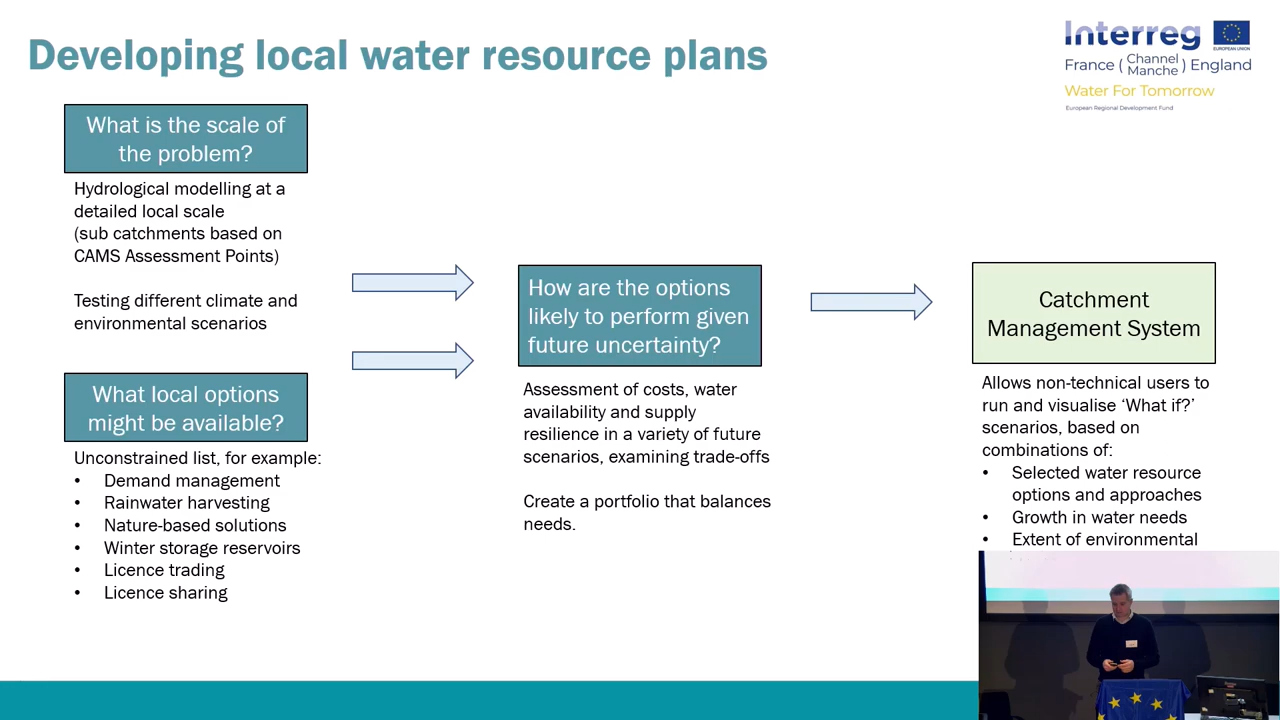 Developing local water resource plans
Interreg
EUROPEAN UNION
France ( Channel Manche ) England
Water For Tomorrow
European Regional Development Fund
What is the scale of
the problem?
Hydrological modelling at a
detailed local scale
(sub catchments based on
CAMS Assessment Points)
Testing different climate and
environmental scenarios
What local options
might be available?
Unconstrained list, for example:
• Demand management
• Rainwater harvesting
• Nature-based solutions
• Winter storage reservoirs
• Licence trading
• Licence sharing
How are the options
likely to perform given
future uncertainty?
Assessment of costs, water
availability and supply
resilience in a variety of future
scenarios, examining trade-offs
Create a portfolio that balances
needs.
Catchment
Management System
Allows non-technical users to
run and visualise ‘What if?’
scenarios, based on
combinations of:
• Selected water resource
options and approaches
• Growth in water needs
• Extent of environmental